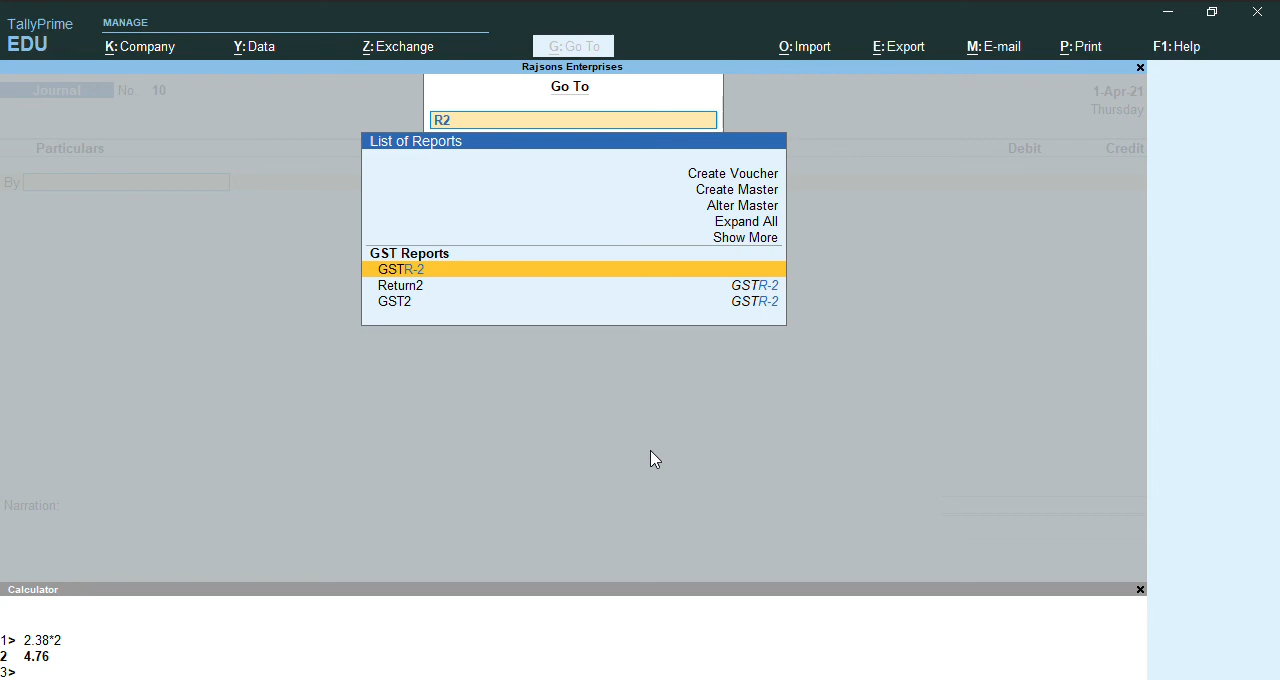 TallyPrime
MANAGE
EDU
K:Company Y:Data Z:Exchange G:Go To O:Import E:Export M:E-mail P:Print F1:Help
Rajsons Enterprises
Go To
Journal No 10 1-Apr-21
Thursday
R2
List of Reports
Particulars Debit Credit
Create Voucher
By
Create Master
Alter Master
Expand All
Show More
GST Reports
GSTR-2
Return2 GSTR-2
GST2 GSTR-2
Narration:
Calculator
1> 2.38*2
2 4.76
3>